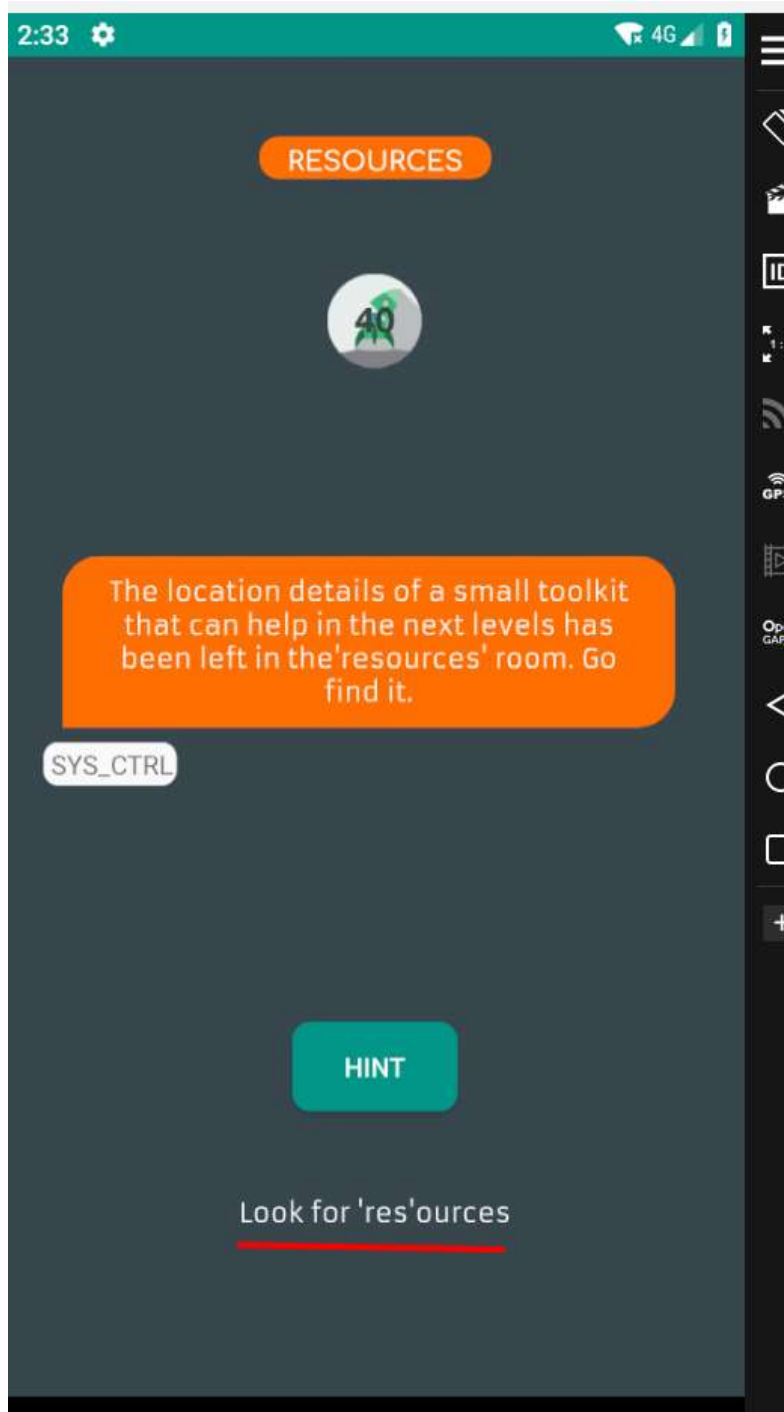 2:33
4G
RESOURCES
40
The location details of a small toolkit
that can help in the next levels has
been left in the'resources' room. Go
find it.
SYS_CTRL
HINT
Look for 'res'ources